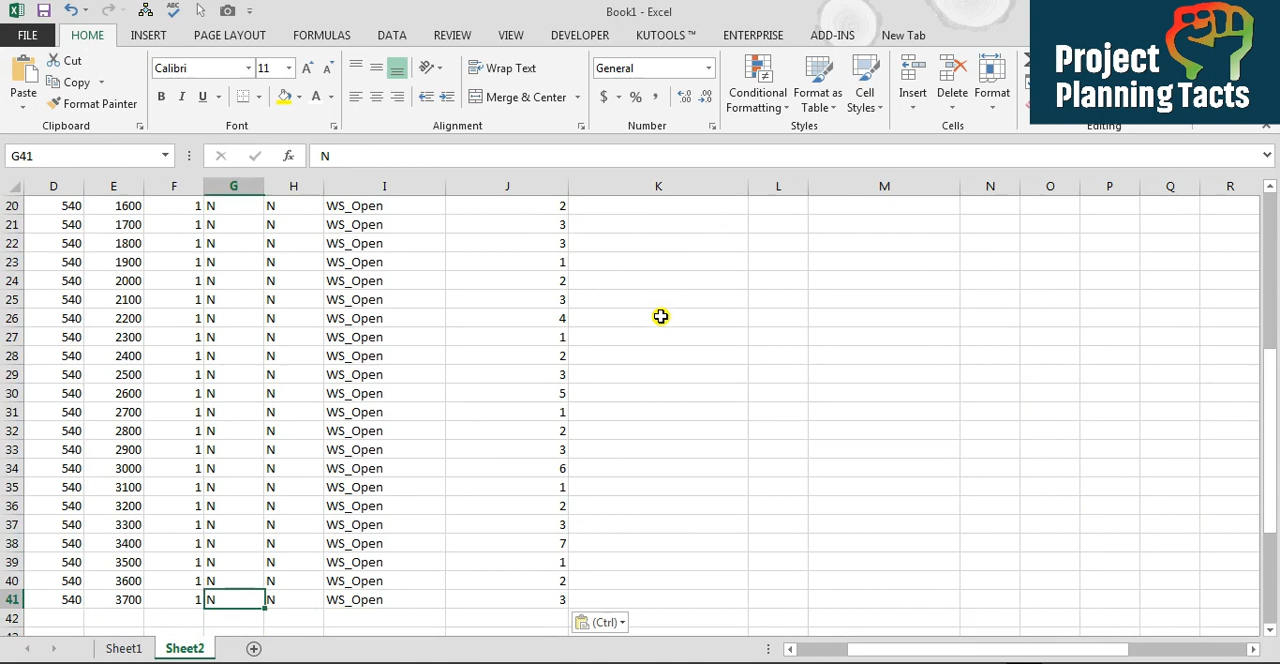 Book1 - Excel
FILE HOME INSERT PAGE LAYOUT FORMULAS DATA REVIEW VIEW DEVELOPER KUTOOLS ™ ENTERPRISE ADD-INS New Tab
Project
Planning Tacts
Paste
Cut
Copy
Format Painter
Clipboard
Calibri 11
B I U A
Font
Wrap Text
Merge & Center
Alignment
General
$ % ,
Number
Conditional Formatting
Format as Table
Cell Styles
Styles
Insert Delete Format
Cells
Editing
G41 fx N
D E F G H I J K L M N O P Q R
20 540 1600 1 N N WS_Open 2
21 540 1700 1 N N WS_Open 3
22 540 1800 1 N N WS_Open 3
23 540 1900 1 N N WS_Open 1
24 540 2000 1 N N WS_Open 2
25 540 2100 1 N N WS_Open 3
26 540 2200 1 N N WS_Open 4
27 540 2300 1 N N WS_Open 1
28 540 2400 1 N N WS_Open 2
29 540 2500 1 N N WS_Open 3
30 540 2600 1 N N WS_Open 5
31 540 2700 1 N N WS_Open 1
32 540 2800 1 N N WS_Open 2
33 540 2900 1 N N WS_Open 3
34 540 3000 1 N N WS_Open 6
35 540 3100 1 N N WS_Open 1
36 540 3200 1 N N WS_Open 2
37 540 3300 1 N N WS_Open 3
38 540 3400 1 N N WS_Open 7
39 540 3500 1 N N WS_Open 1
40 540 3600 1 N N WS_Open 2
41 540 3700 1 N N WS_Open 3
42
(Ctrl)
Sheet1 Sheet2